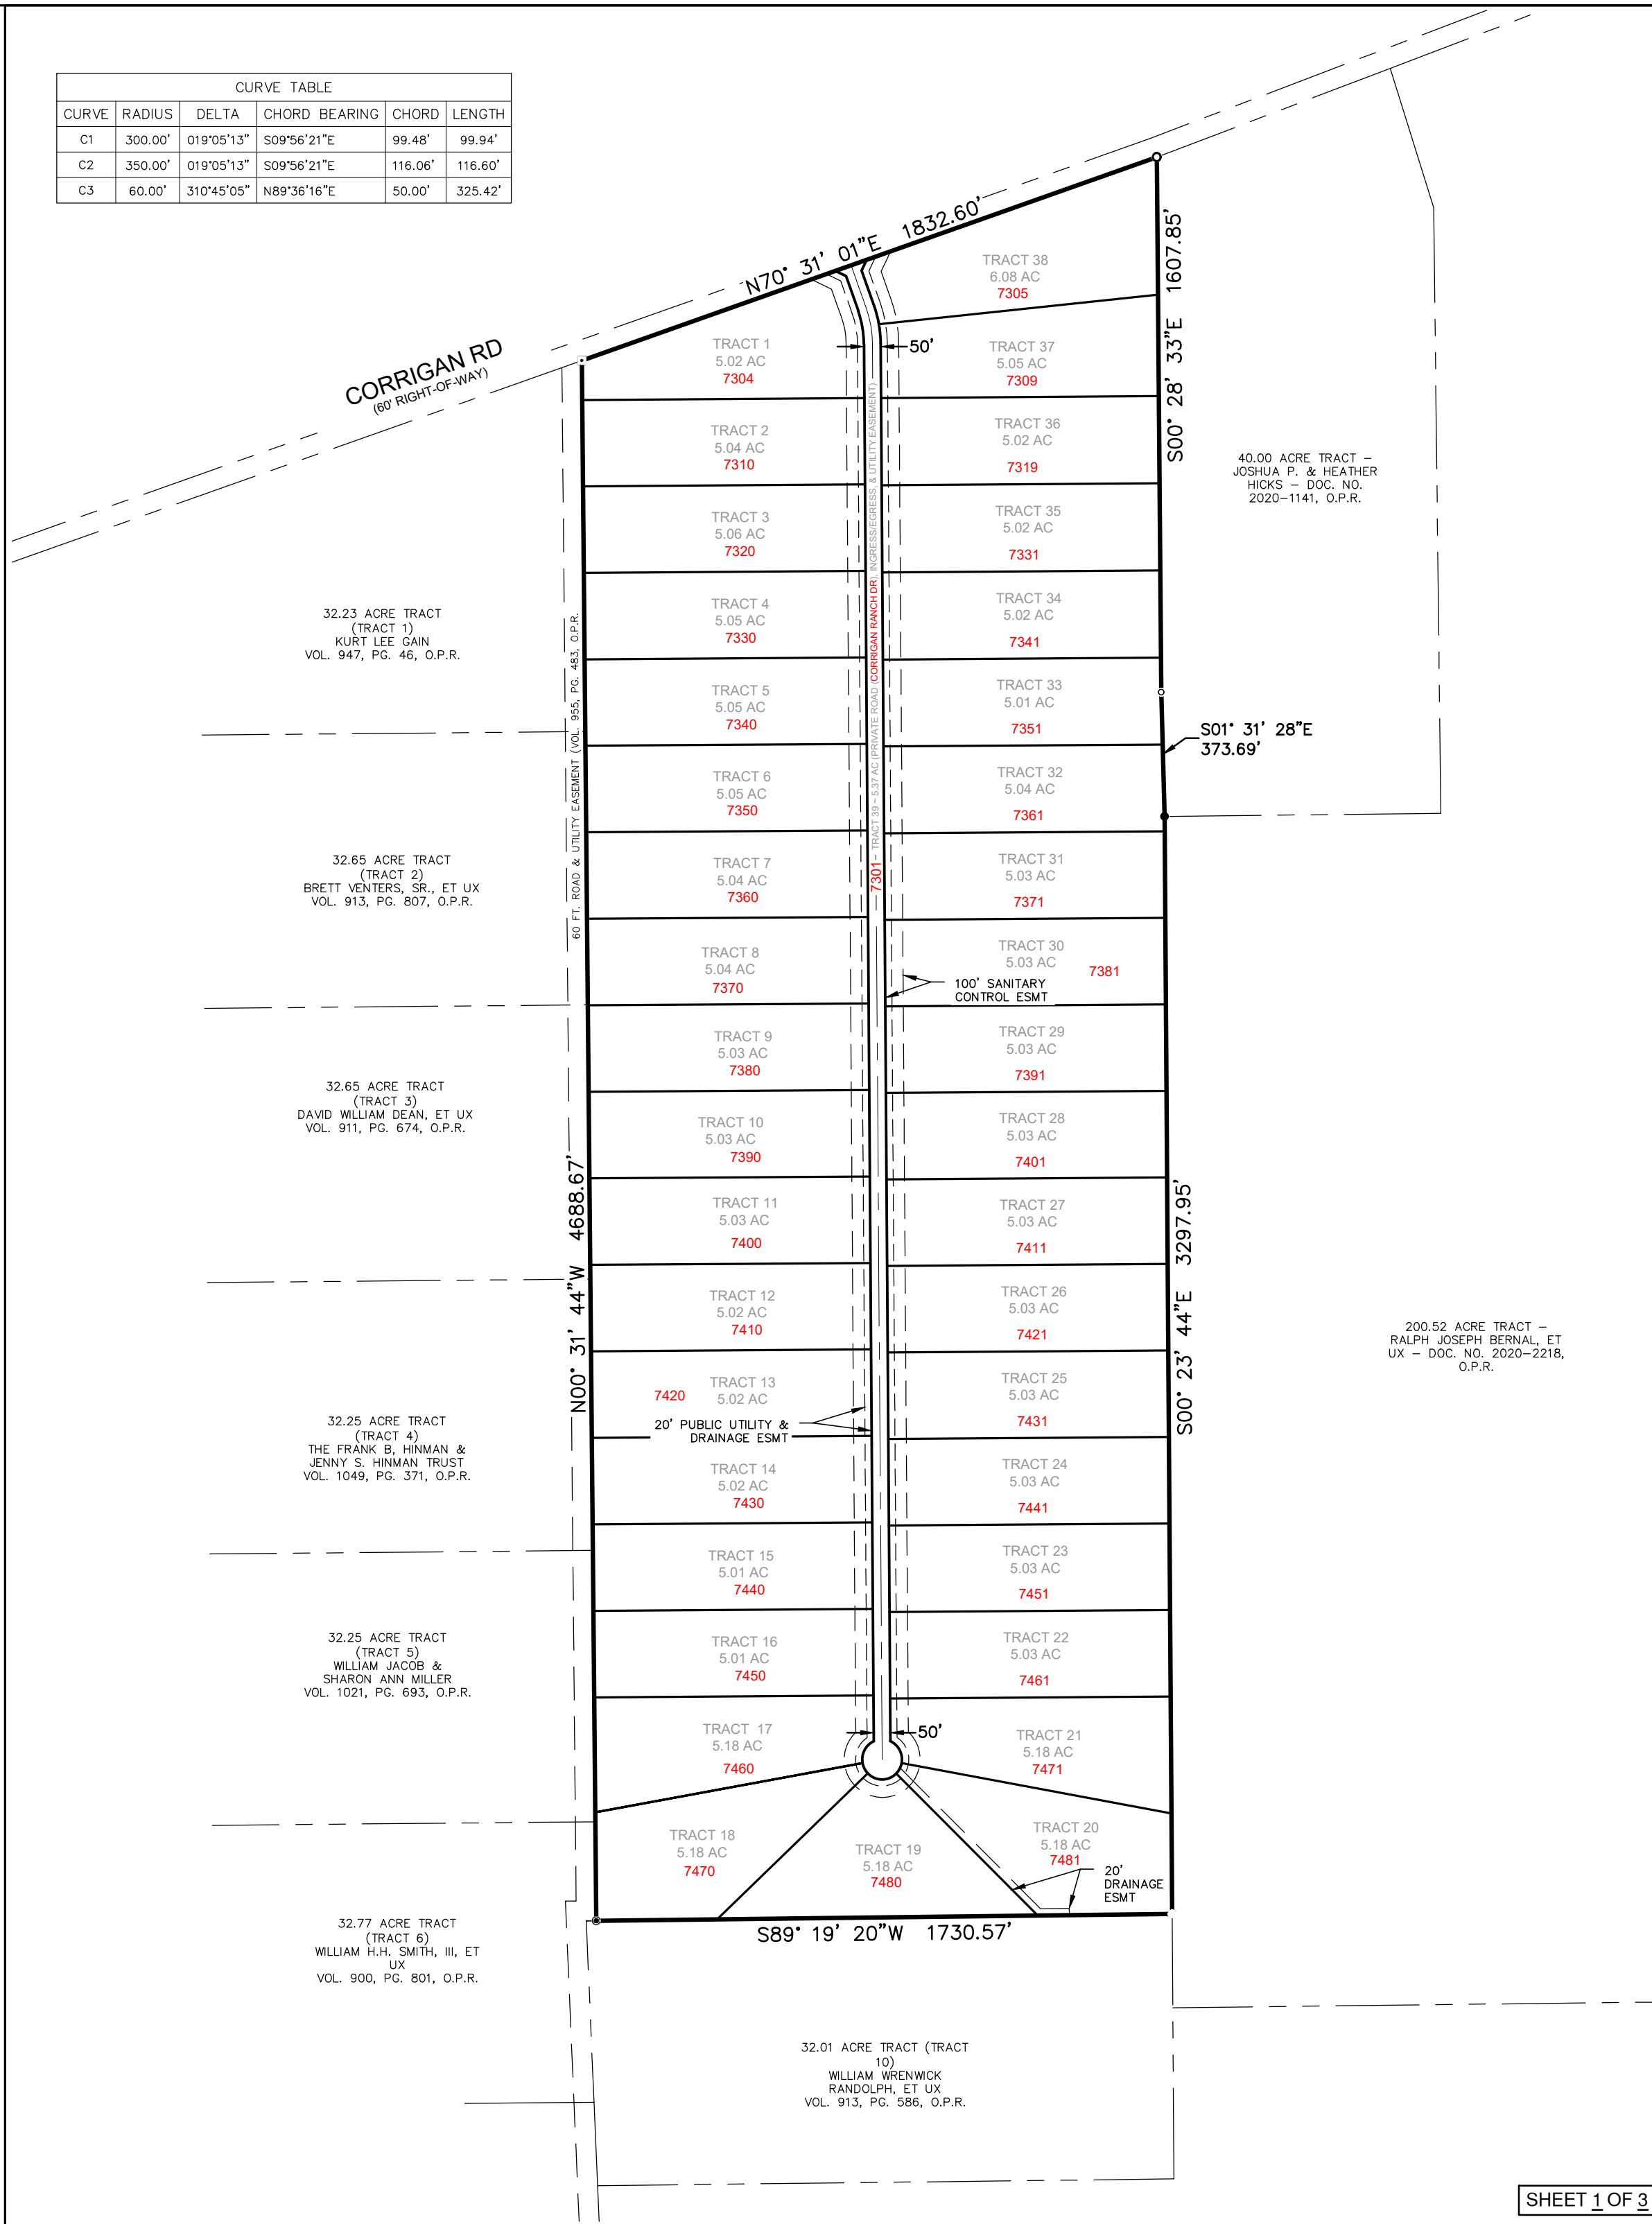 CURVE TABLE
CURVE RADIUS DELTA CHORD BEARING CHORD LENGTH
C1 300.00' 019°05'13" S09°56'21"E 99.48' 99.94'
C2 350.00' 019°05'13" S09°56'21"E 116.06' 116.60'
C3 60.00' 310°45'05" N89°36'16"E 50.00' 325.42'
N70° 31' 01"E 1832.60'
CORRIGAN RD
(60' RIGHT-OF-WAY)
S00° 28' 33"E 1607.85'
S01° 31' 28"E
373.69'
S00° 23' 44"E 3297.95'
S89° 19' 20"W 1730.57'
N00° 31' 44"W 4688.67'
60 FT. ROAD & UTILITY EASEMENT (VOL. 955, PG. 483, O.P.R.
7301 - TRACT 39 ~ 5.37 AC (PRIVATE ROAD (CORRIGAN RANCH DR), INGRESS/EGRESS, & UTILITY EASEMENT)
50'
TRACT 1
5.02 AC
7304
TRACT 2
5.04 AC
7310
TRACT 3
5.06 AC
7320
TRACT 4
5.05 AC
7330
TRACT 5
5.05 AC
7340
TRACT 6
5.05 AC
7350
TRACT 7
5.04 AC
7360
TRACT 8
5.04 AC
7370
TRACT 9
5.03 AC
7380
TRACT 10
5.03 AC
7390
TRACT 11
5.03 AC
7400
TRACT 12
5.02 AC
7410
TRACT 13
7420 5.02 AC
20' PUBLIC UTILITY &
DRAINAGE ESMT
TRACT 14
5.02 AC
7430
TRACT 15
5.01 AC
7440
TRACT 16
5.01 AC
7450
TRACT 17
5.18 AC
7460
TRACT 18
5.18 AC
7470
TRACT 19
5.18 AC
7480
TRACT 20
5.18 AC
7481
20'
DRAINAGE
ESMT
50'
TRACT 21
5.18 AC
7471
TRACT 22
5.03 AC
7461
TRACT 23
5.03 AC
7451
TRACT 24
5.03 AC
7441
TRACT 25
5.03 AC
7431
TRACT 26
5.03 AC
7421
TRACT 27
5.03 AC
7411
TRACT 28
5.03 AC
7401
TRACT 29
5.03 AC
7391
TRACT 30
5.03 AC
7381
100' SANITARY
CONTROL ESMT
TRACT 31
5.03 AC
7371
TRACT 32
5.04 AC
7361
TRACT 33
5.01 AC
7351
TRACT 34
5.02 AC
7341
TRACT 35
5.02 AC
7331
TRACT 36
5.02 AC
7319
TRACT 37
5.05 AC
7309
TRACT 38
6.08 AC
7305
40.00 ACRE TRACT –
JOSHUA P. & HEATHER
HICKS – DOC. NO.
2020–1141, O.P.R.
200.52 ACRE TRACT –
RALPH JOSEPH BERNAL, ET
UX – DOC. NO. 2020–2218,
O.P.R.
32.23 ACRE TRACT
(TRACT 1)
KURT LEE GAIN
VOL. 947, PG. 46, O.P.R.
32.65 ACRE TRACT
(TRACT 2)
BRETT VENTERS, SR., ET UX
VOL. 913, PG. 807, O.P.R.
32.65 ACRE TRACT
(TRACT 3)
DAVID WILLIAM DEAN, ET UX
VOL. 911, PG. 674, O.P.R.
32.25 ACRE TRACT
(TRACT 4)
THE FRANK B, HINMAN &
JENNY S. HINMAN TRUST
VOL. 1049, PG. 371, O.P.R.
32.25 ACRE TRACT
(TRACT 5)
WILLIAM JACOB &
SHARON ANN MILLER
VOL. 1021, PG. 693, O.P.R.
32.77 ACRE TRACT
(TRACT 6)
WILLIAM H.H. SMITH, III, ET
UX
VOL. 900, PG. 801, O.P.R.
32.01 ACRE TRACT (TRACT
10)
WILLIAM WRENWICK
RANDOLPH, ET UX
VOL. 913, PG. 586, O.P.R.
SHEET 1 OF 3